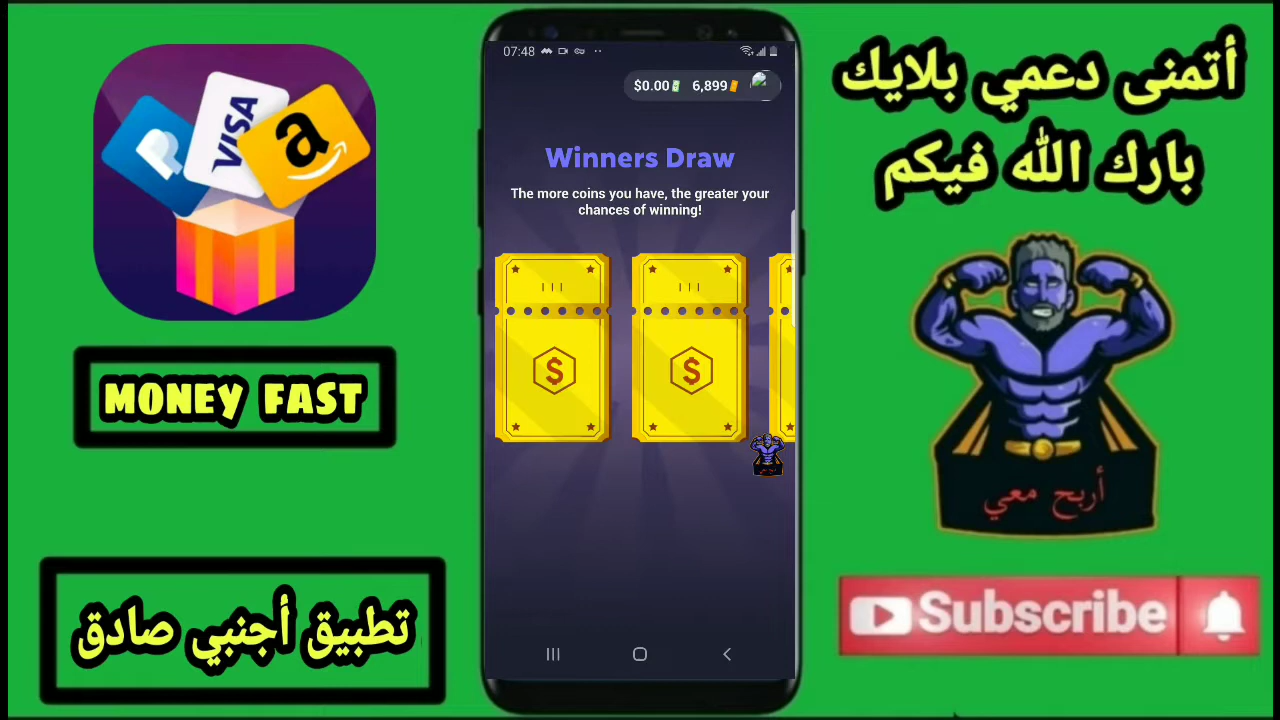 VISA
a
MONEY FAST
تطبيق أجنبي صادق
07:48
$0.00 6,899
Winners Draw
The more coins you have, the greater your
chances of winning!
$ $
أتمنى دعمي بلايك
بارك الله فيكم
أربح معي
Subscribe